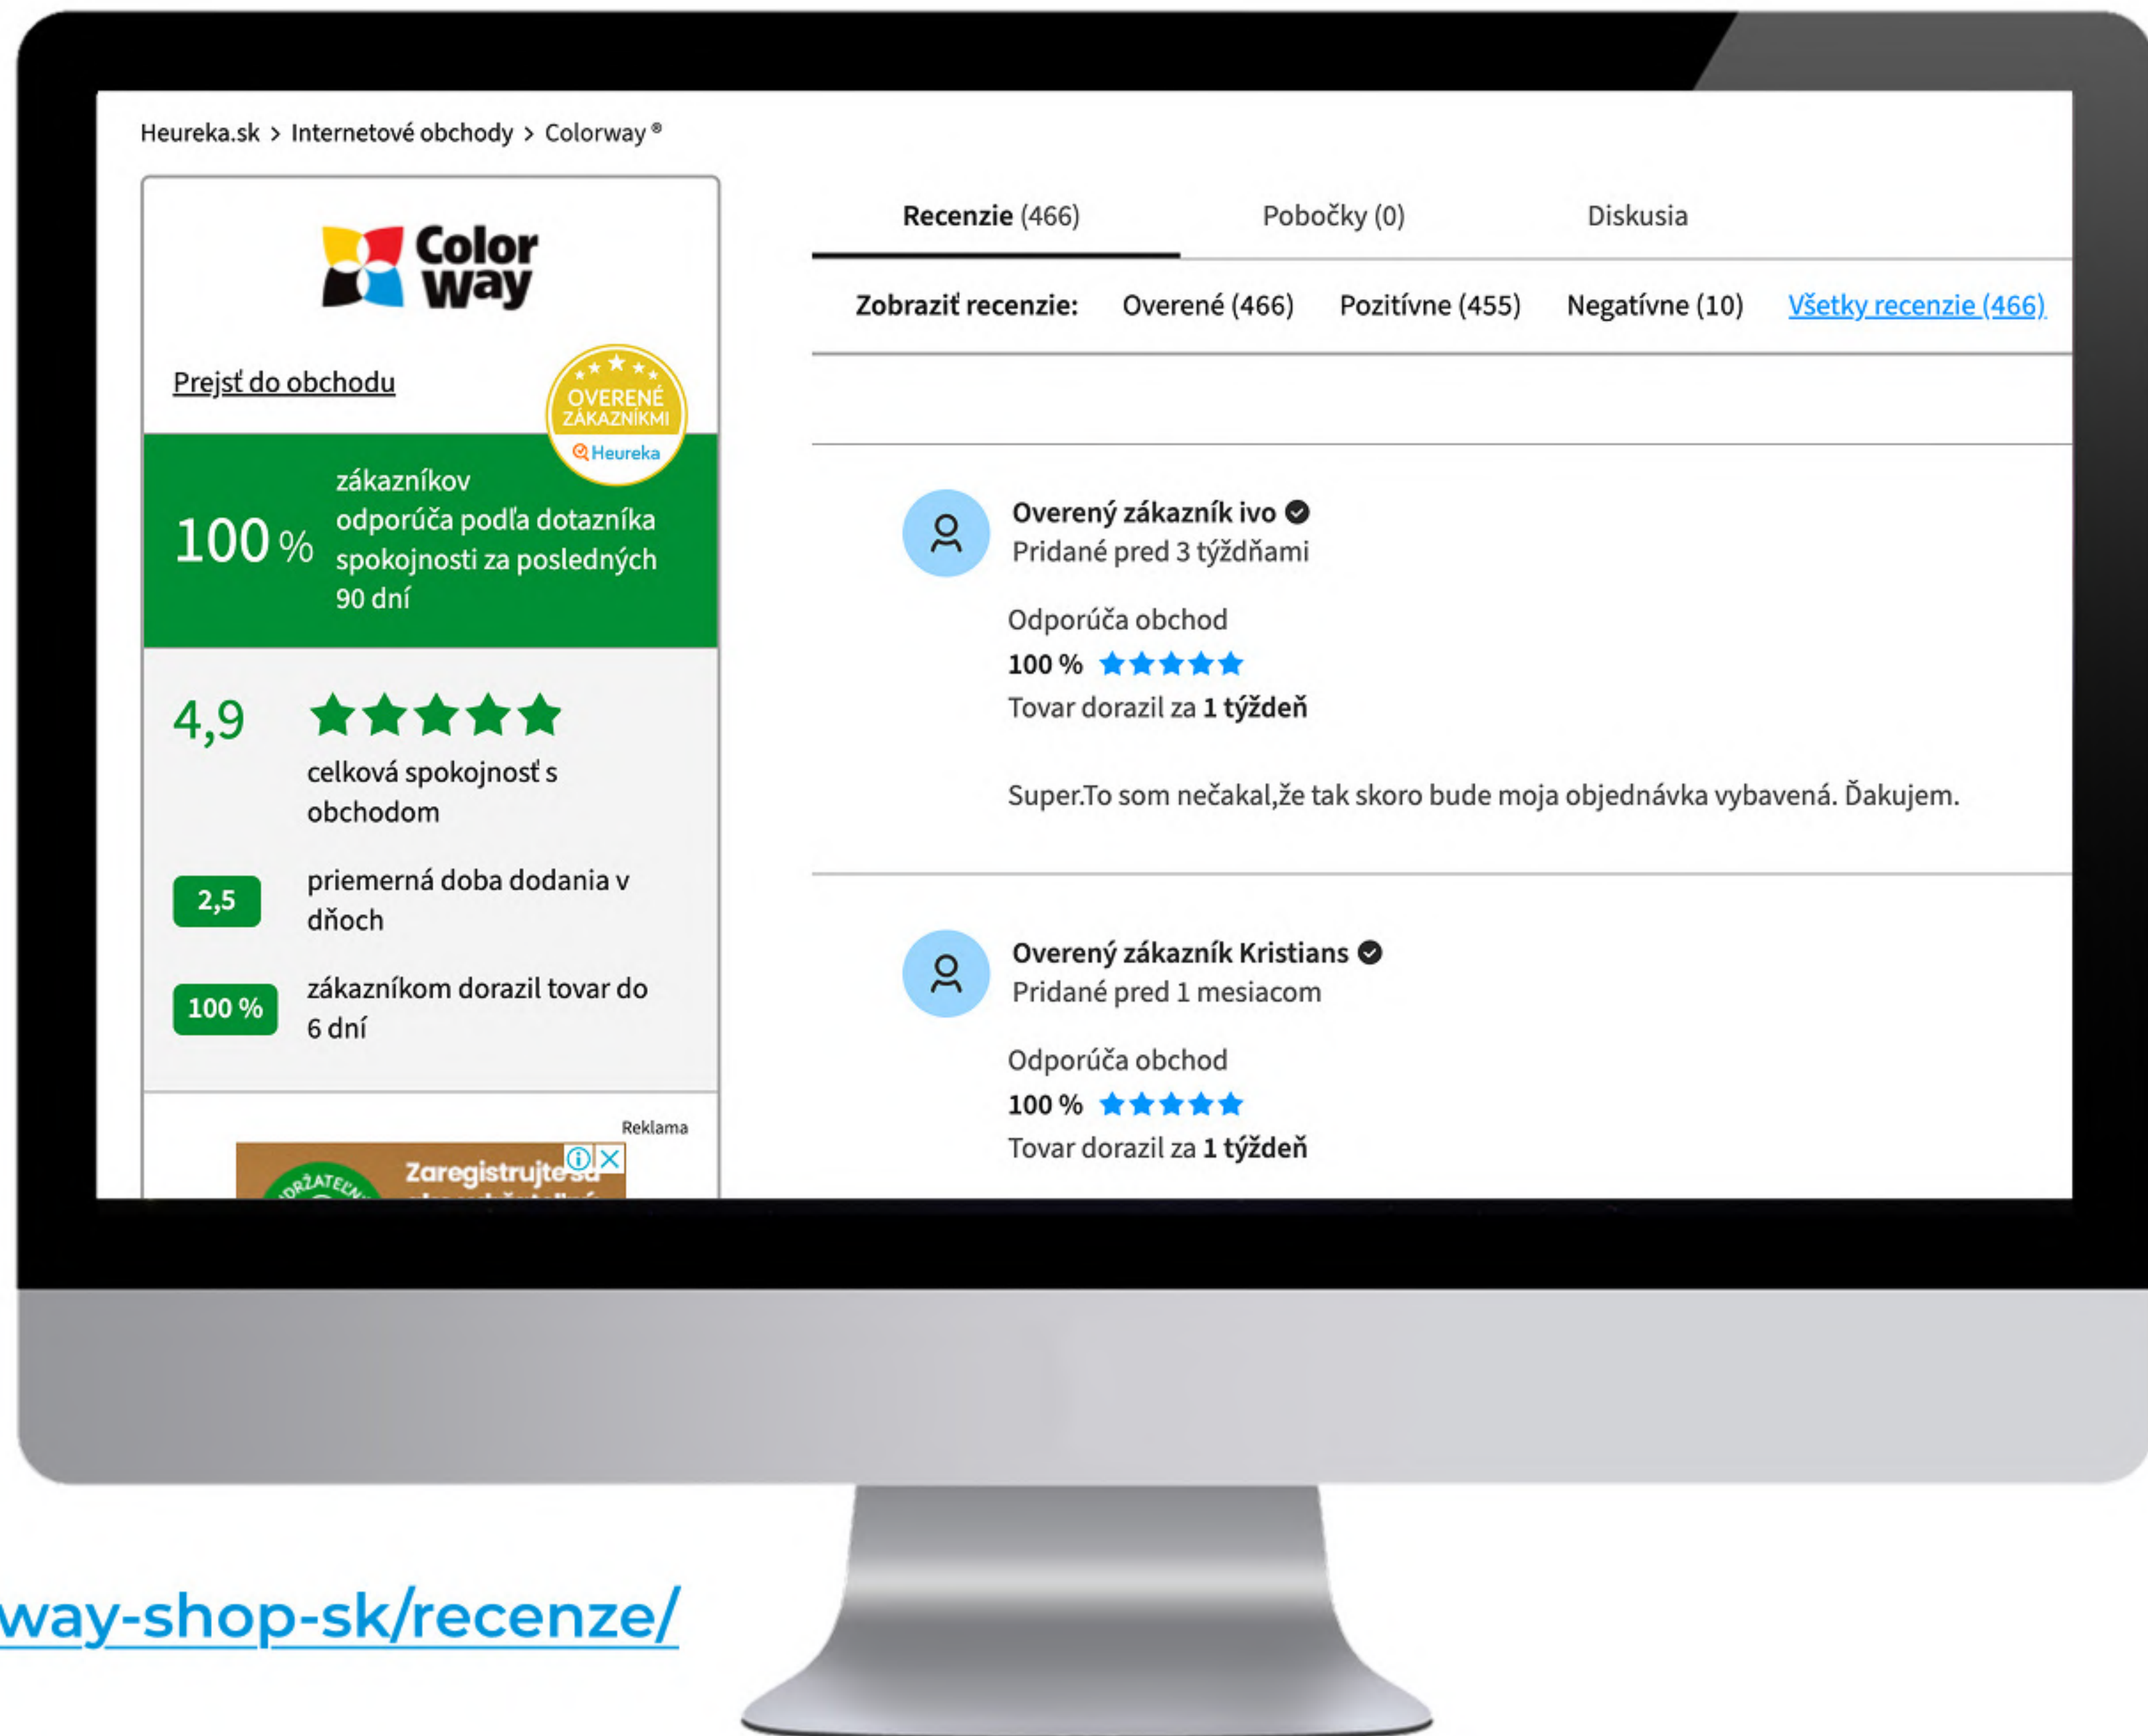 Heureka.sk > Internetové obchody > Colorway ®
Color
Way
Prejsť do obchodu
OVERENÉ
ZÁKAZNÍKMI
Heureka
100 %
zákazníkov
odporúča podľa dotazníka
spokojnosti za posledných
90 dní
4,9
celková spokojnosť s
obchodom
2,5
priemerná doba dodania v
dňoch
100 %
zákazníkom dorazil tovar do
6 dní
Reklama
Zaregistrujte sa
Recenzie (466)
Pobočky (0)
Diskusia
Zobraziť recenzie: Overené (466) Pozitívne (455) Negatívne (10) Všetky recenzie (466)
Overený zákazník ivo
Pridané pred 3 týždňami
Odporúča obchod
100 %
Tovar dorazil za 1 týždeň
Super.To som nečakal,že tak skoro bude moja objednávka vybavená. Ďakujem.
Overený zákazník Kristians
Pridané pred 1 mesiacom
Odporúča obchod
100 %
Tovar dorazil za 1 týždeň
way-shop-sk/recenze/